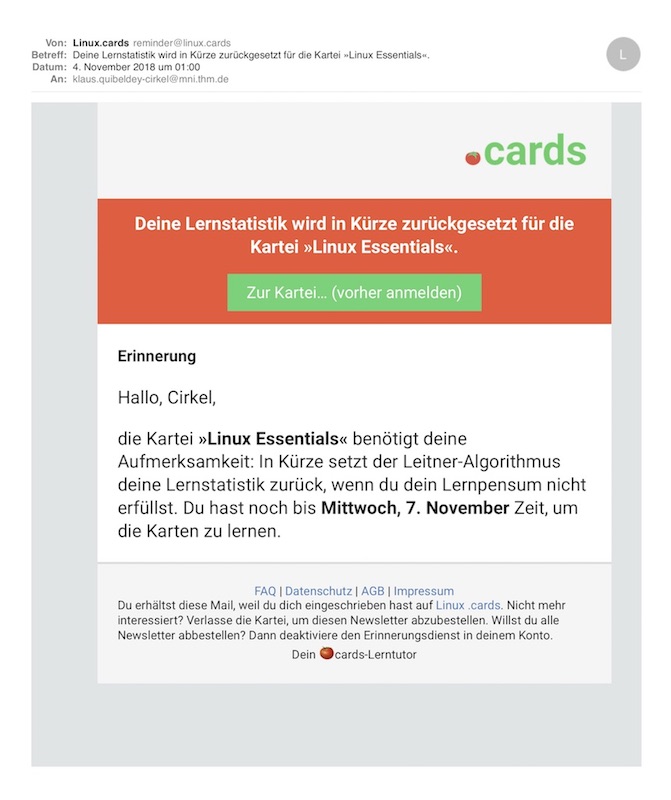 Von: Linux.cards reminder@linux.cards
Betreff: Deine Lernstatistik wird in Kürze zurückgesetzt für die Kartei »Linux Essentials«.
Datum: 4. November 2018 um 01:00
An: klaus.quibeldey-cirkel@mni.thm.de
L
cards
Deine Lernstatistik wird in Kürze zurückgesetzt für die
Kartei »Linux Essentials«.
Zur Kartei... (vorher anmelden)
Erinnerung
Hallo, Cirkel,
die Kartei »Linux Essentials« benötigt deine
Aufmerksamkeit: In Kürze setzt der Leitner-Algorithmus
deine Lernstatistik zurück, wenn du dein Lernpensum nicht
erfüllst. Du hast noch bis Mittwoch, 7. November Zeit, um
die Karten zu lernen.
FAQ | Datenschutz | AGB | Impressum
Du erhältst diese Mail, weil du dich eingeschrieben hast auf Linux .cards. Nicht mehr
interessiert? Verlasse die Kartei, um diesen Newsletter abzubestellen. Willst du alle
Newsletter abbestellen? Dann deaktiviere den Erinnerungsdienst in deinem Konto.
Dein cards-Lerntutor